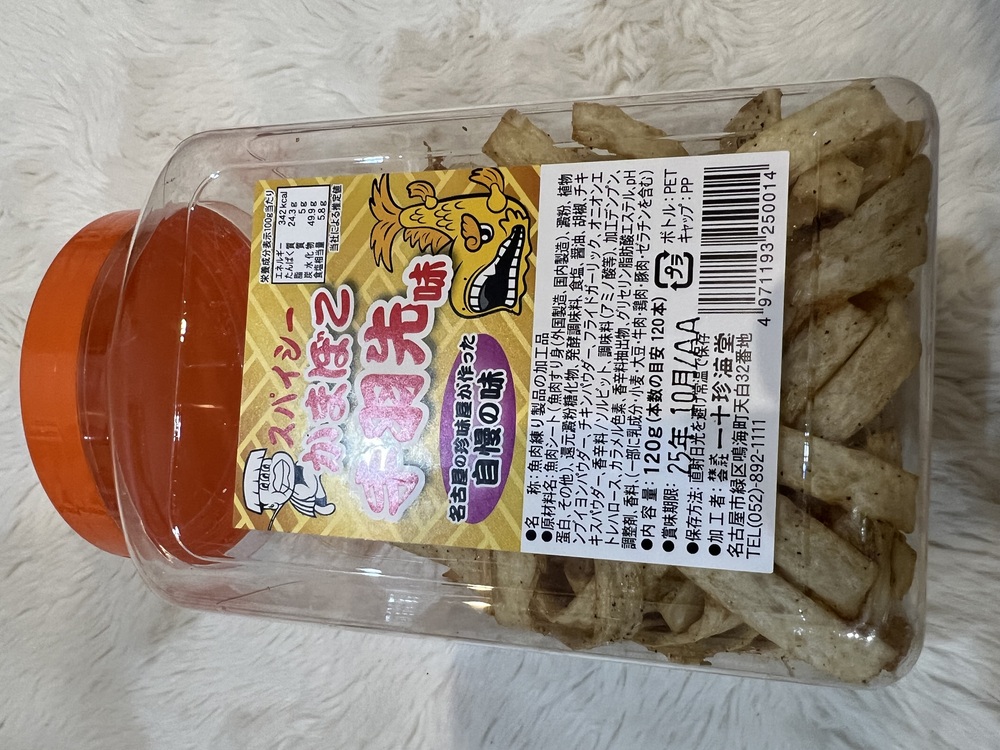 栄養成分表示100g当たり
エネルギー 342kcal
たんぱく質 24.3g
脂質 5g
炭水化物 49.9g
食塩相当量 5.8g
当社による推定値
スパイシー
かまぼこ
手羽先味
名古屋の珍味屋が作った
自慢の味
●名 称:魚肉練り製品の加工品
●原材料名:魚肉シート(魚肉すり身(外国製造、国内製造)、澱粉、植物
蛋白、その他)、還元澱粉糖化物、発酵調味料、食塩、醤油、胡椒、チキ
ンブイヨンパウダー、チキンパウダー、フライドガーリック、オニオンエ
キスパウダー、香辛料/ソルビット、調味料(アミノ酸等)、加工デンプン、
トレハロース、カラメル色素、香辛料抽出物、グリセリン脂肪酸エステル、pH
調整剤、香料、(一部に乳成分・小麦・大豆・牛肉・鶏肉・豚肉・ゼラチンを含む)
●内容量:120g(本数の目安 120本)
●賞味期限:25年 10月/AA
●保存方法:直射日光を避け常温で保存
●加工者:株式会社 一十珍海堂
名古屋市緑区鳴海町天白32番地
TEL(052)-892-1111
プラ
ボトル:PET
キャップ:PP
4 971193 250014